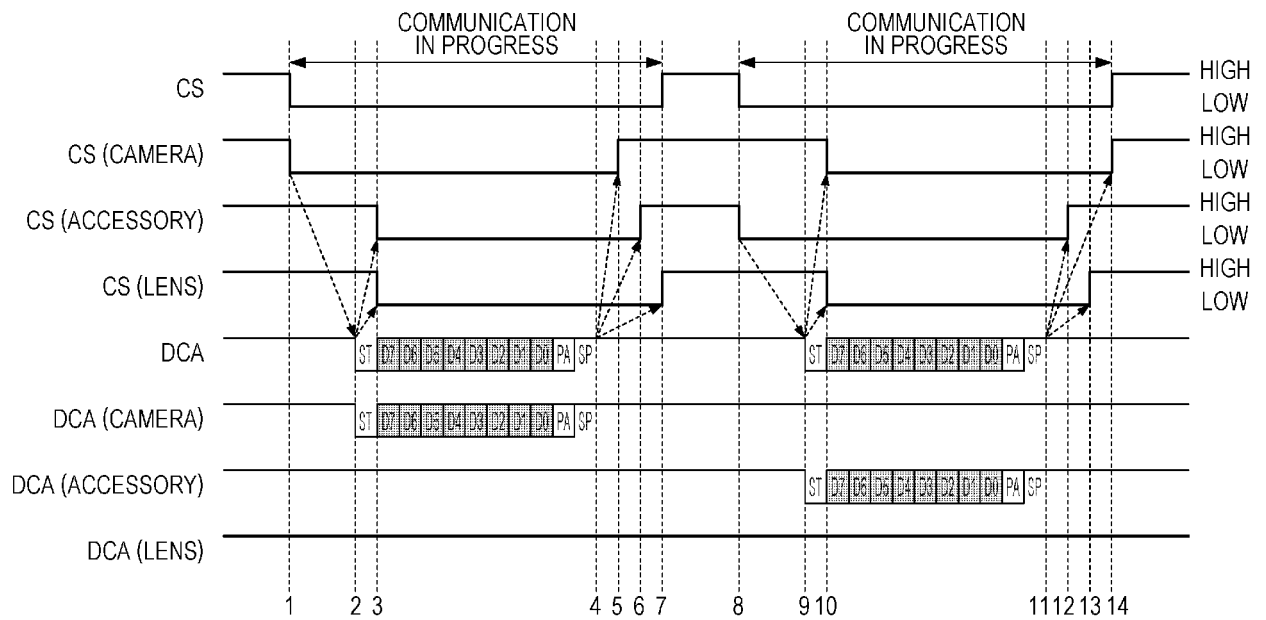 COMMUNICATION IN PROGRESS COMMUNICATION IN PROGRESS
CS HIGH LOW
CS (CAMERA) HIGH LOW
CS (ACCESSORY) HIGH LOW
CS (LENS) HIGH LOW
DCA ST D7 D6 D5 D4 D3 D2 D1 D0 PA SP ST D7 D6 D5 D4 D3 D2 D1 D0 PA SP
DCA (CAMERA) ST D7 D6 D5 D4 D3 D2 D1 D0 PA SP
DCA (ACCESSORY) ST D7 D6 D5 D4 D3 D2 D1 D0 PA SP
DCA (LENS)
1 2 3 4 5 6 7 8 9 10 11 12 13 14